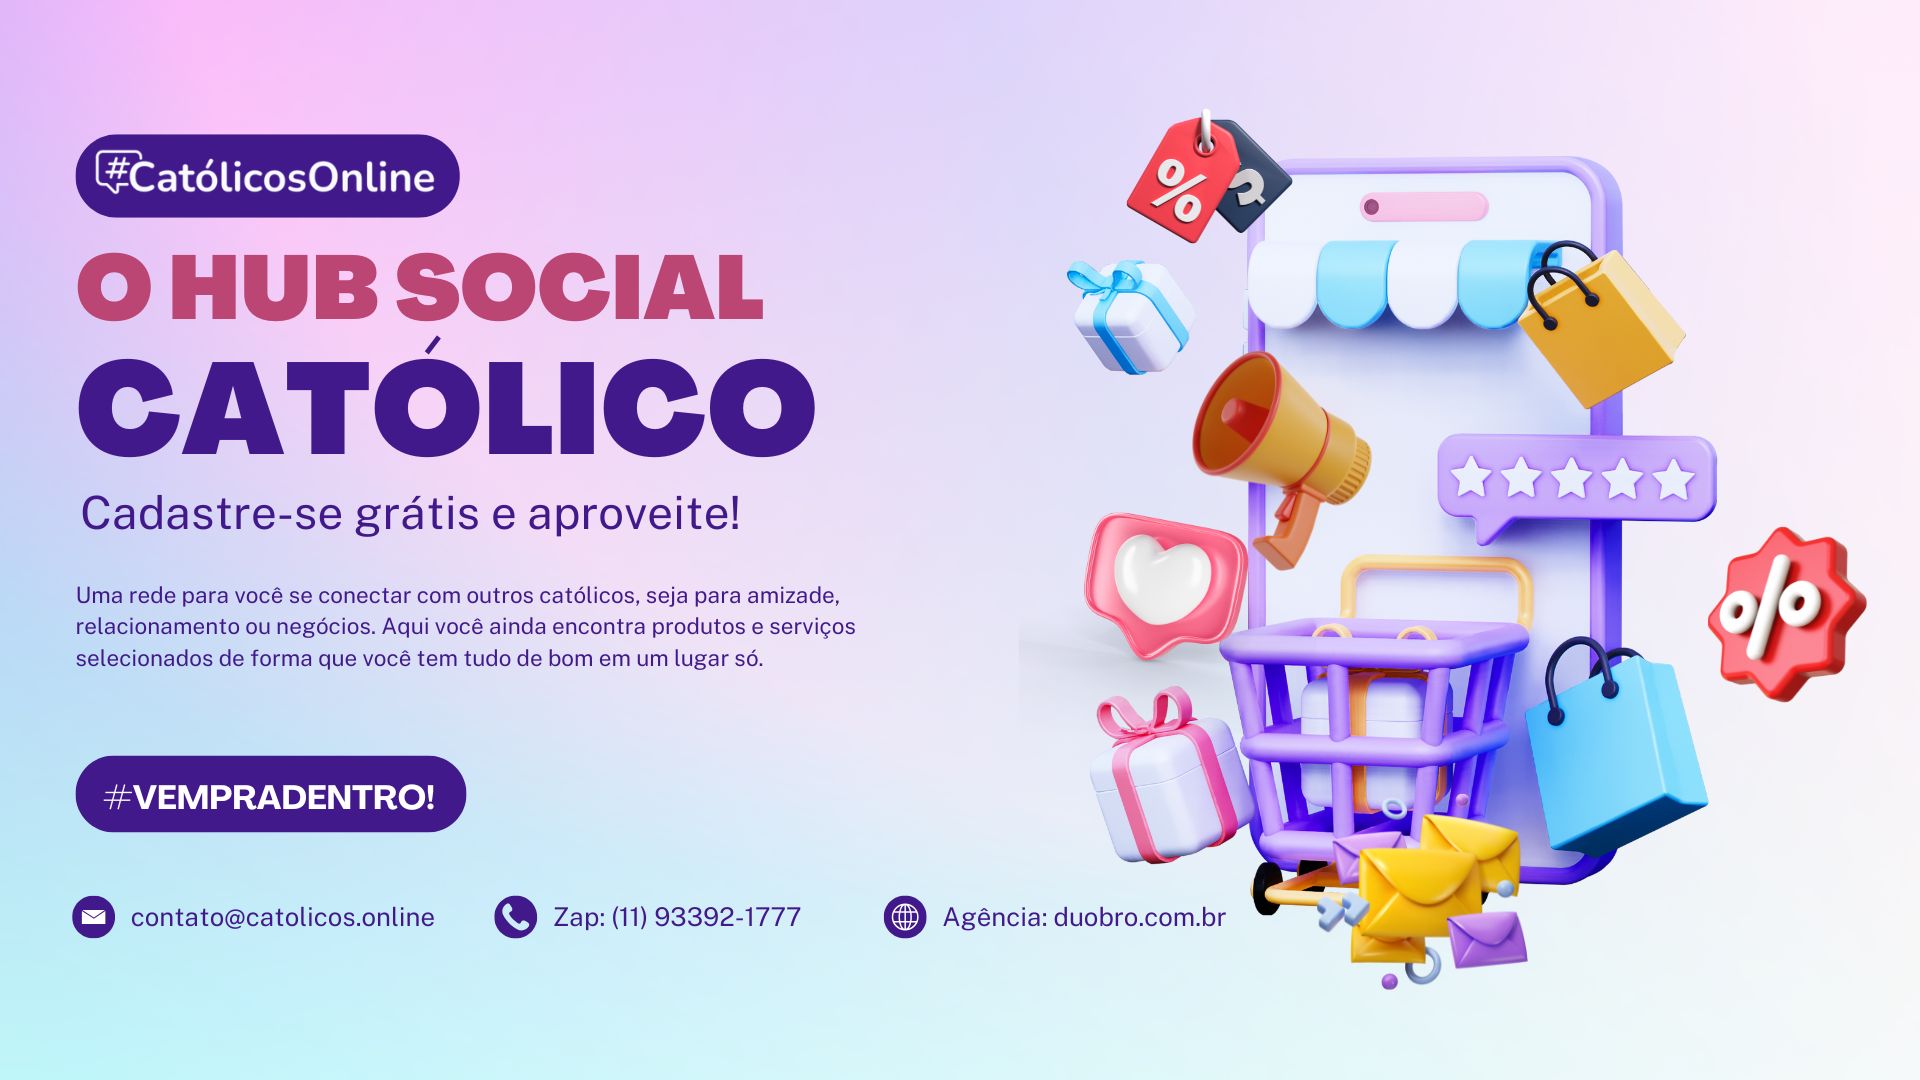 #CatólicosOnline
O HUB SOCIAL
CATÓLICO
Cadastre-se grátis e aproveite!
Uma rede para você se conectar com outros católicos, seja para amizade,
relacionamento ou negócios. Aqui você ainda encontra produtos e serviços
selecionados de forma que você tem tudo de bom em um lugar só.
#VEMPRADENTRO!
contato@catolicos.online
Zap: (11) 93392-1777
Agência: duobro.com.br
%
$
%